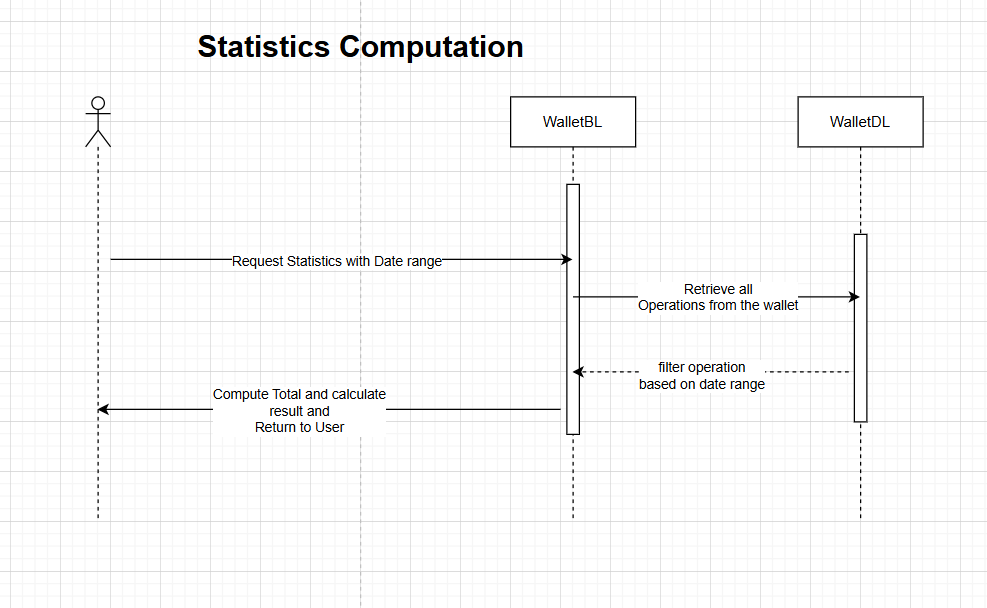 Statistics Computation
WalletBL
WalletDL
Request Statistics with Date range
Retrieve all
Operations from the wallet
filter operation
based on date range
Compute Total and calculate
result and
Return to User